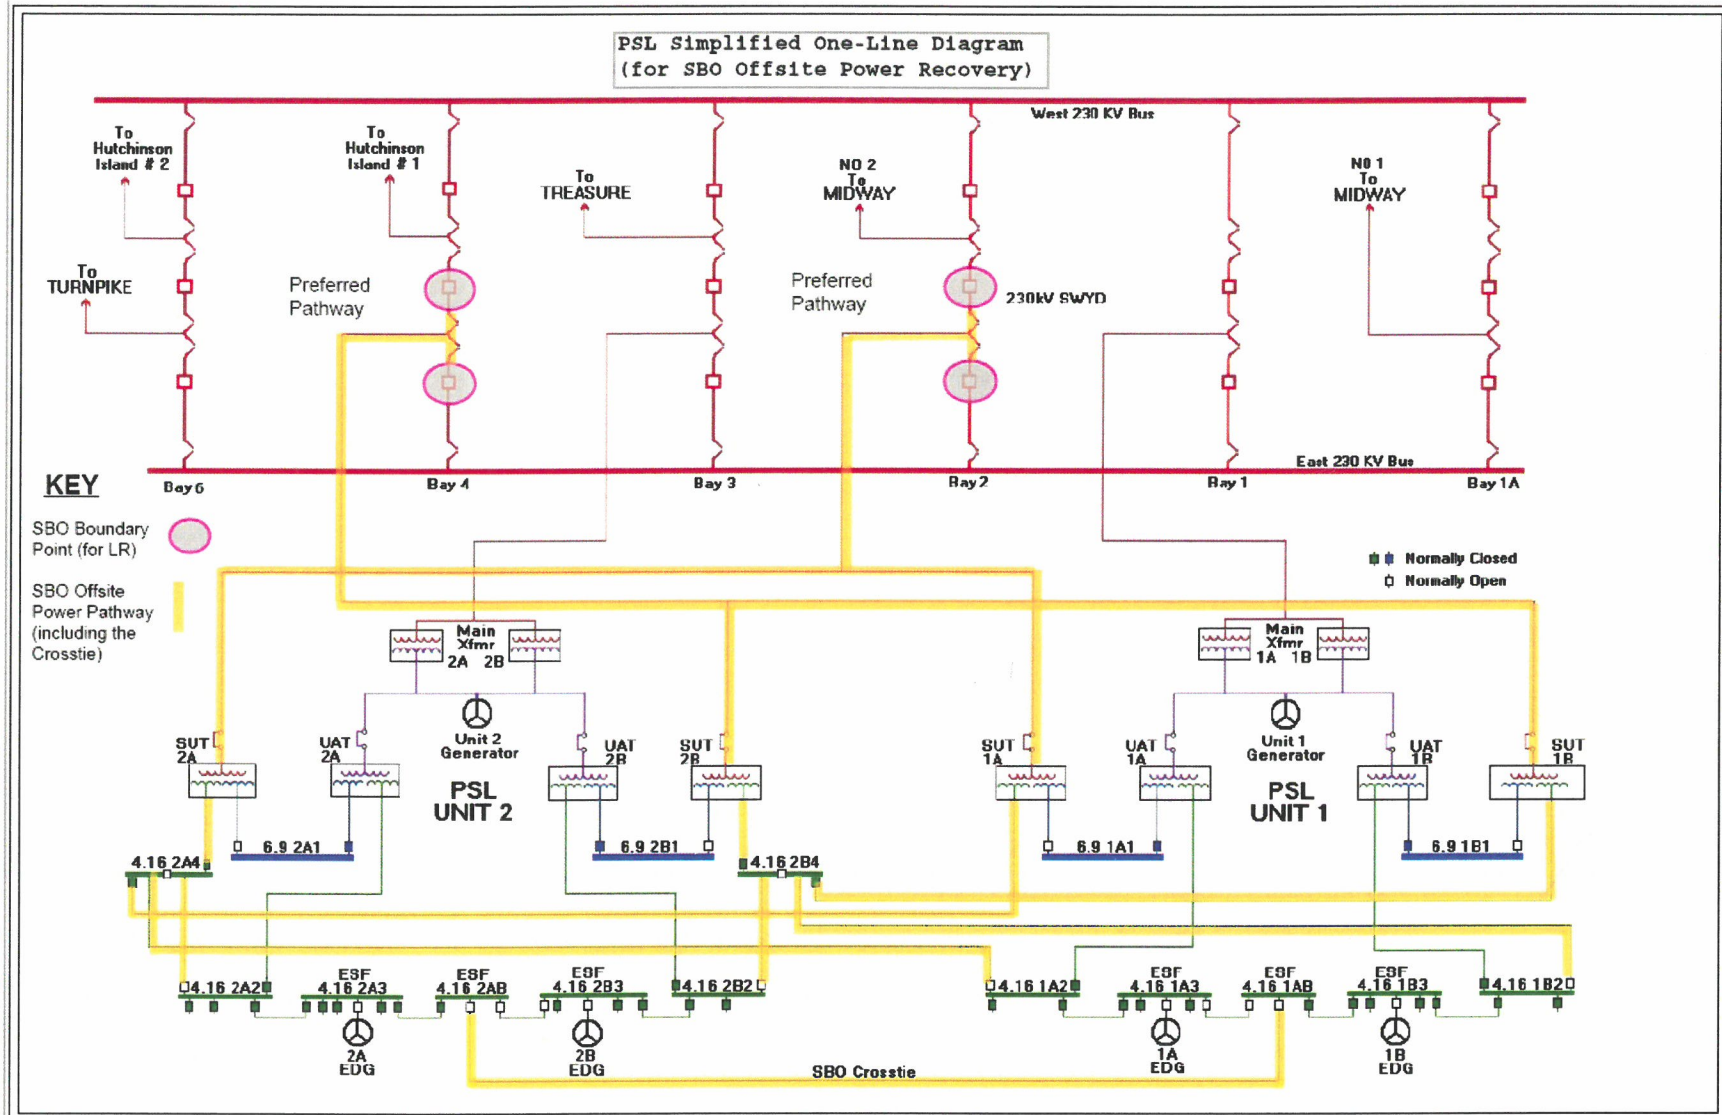 PSL Simplified One-Line Diagram
(for SBO Offsite Power Recovery)
West 230 KV Bus
To
Hutchinson
Island # 2
To
Hutchinson
Island # 1
To
TREASURE
NO 2
To
MIDWAY
NO 1
To
MIDWAY
To
TURNPIKE
Preferred
Pathway
Preferred
Pathway
230kV SWYD
East 230 KV Bus
Bay 6
Bay 4
Bay 3
Bay 2
Bay 1
Bay 1A
KEY
SBO Boundary
Point (for LR)
SBO Offsite
Power Pathway
(including the
Crosstie)
Normally Closed
Normally Open
Main
Xfmr
2A 2B
Main
Xfmr
1A 1B
SUT
2A
UAT
2A
Unit 2
Generator
UAT
2B
SUT
2B
SUT
1A
UAT
1A
Unit 1
Generator
UAT
1B
SUT
1B
PSL
UNIT 2
PSL
UNIT 1
6.9 2A1
6.9 2B1
6.9 1A1
6.9 1B1
4.16 2A4
4.16 2B4
4.16 2A2
ESF
4.16 2A3
ESF
4.16 2AB
ESF
4.16 2B3
4.16 2B2
4.16 1A2
ESF
4.16 1A3
ESF
4.16 1AB
ESF
4.16 1B3
4.16 1B2
2A
EDG
2B
EDG
1A
EDG
1B
EDG
SBO Crosstie